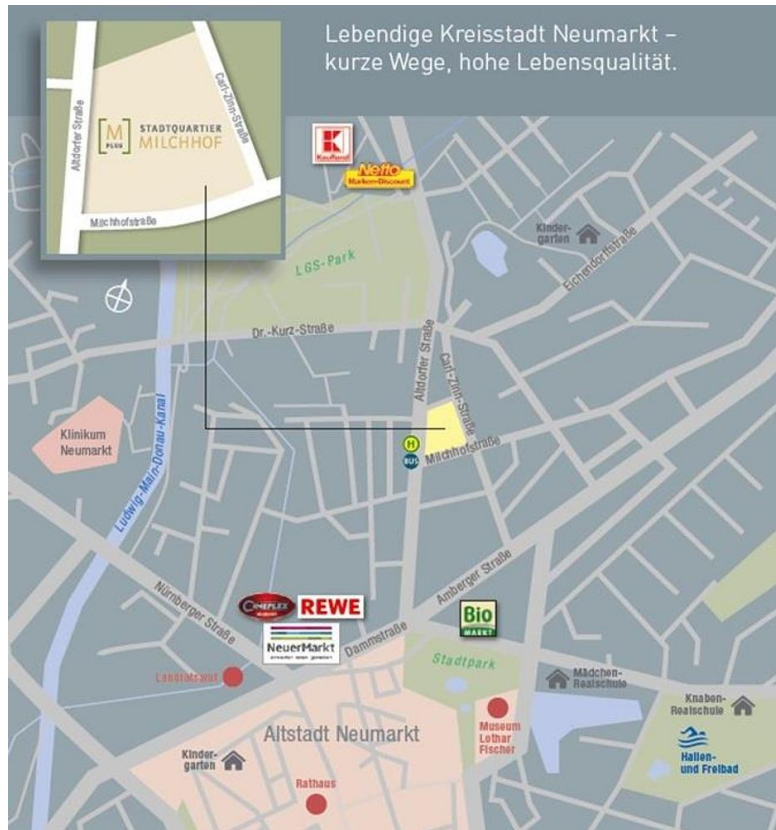 Lebendige Kreisstadt Neumarkt –
kurze Wege, hohe Lebensqualität.
Altdorfer Straße
Carl-Zinn-Straße
M
PLUS
STADTQUARTIER
MILCHHOF
Milchhofstraße
K
Kaufland
Netto
Marken-Discount
LGS-Park
Kinder-
garten
Eichendorffstraße
Dr.-Kurz-Straße
Altdorfer Straße
Carl-Zinn-Straße
Klinikum
Neumarkt
Ludwig-Main-Donau-Kanal
H
BUS
Milchhofstraße
Nürnberger Straße
CINEPLEX
REWE
NeuerMarkt
Amberger Straße
Dammstraße
Bio
MARKT
Stadtpark
Landratsamt
Mädchen-
Realschule
Knaben-
Realschule
Museum
Lothar
Fischer
Altstadt Neumarkt
Hallen-
und Freibad
Kinder-
garten
Rathaus